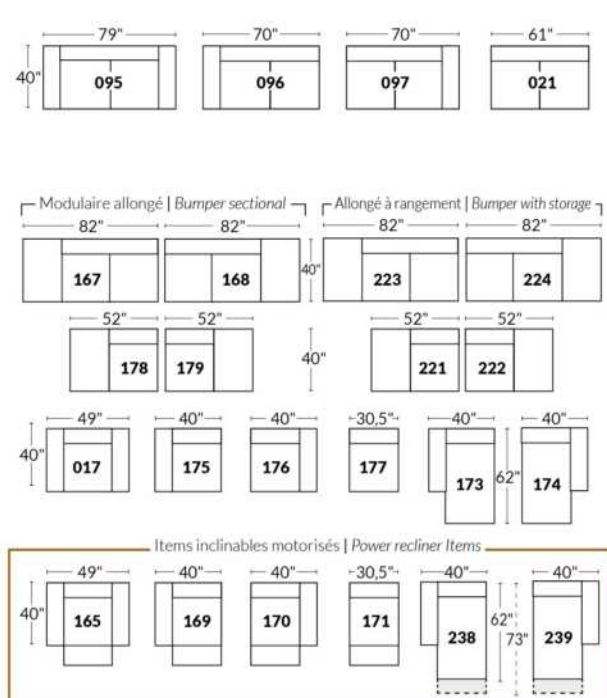 79" 70" 70" 61"
40" 095 096 097 021
Modulaire allongé | Bumper sectional Allongé à rangement | Bumper with storage
82" 82" 82" 82"
167 168 40" 223 224
52" 52" 52" 52"
178 179 40" 221 222
49" 40" 40" 30,5" 40" 40"
40" 017 175 176 177 173 62" 174
Items inclinables motorisés | Power recliner Items
49" 40" 40" 30,5" 40" 40"
40" 165 169 170 171 238 62" 73" 239